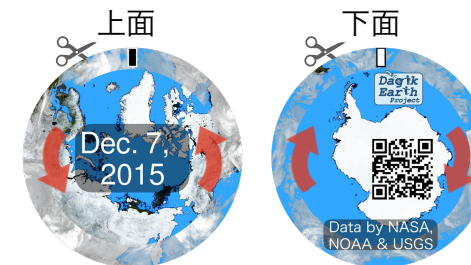 上面
下面
Dec. 7,
2015
Dagik
Earth
Project
Data by NASA,
NOAA & USGS